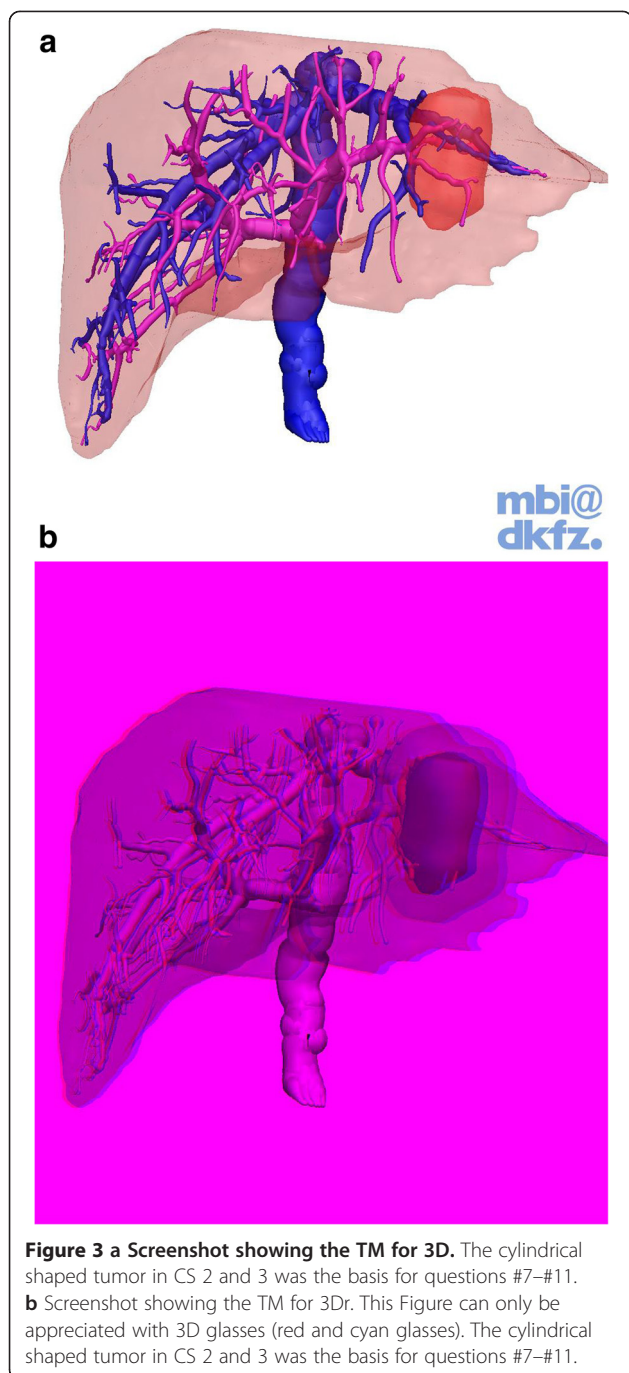 a
mbi@
dkfz.
b
Figure 3 a Screenshot showing the TM for 3D. The cylindrical
shaped tumor in CS 2 and 3 was the basis for questions #7–#11.
b Screenshot showing the TM for 3Dr. This Figure can only be
appreciated with 3D glasses (red and cyan glasses). The cylindrical
shaped tumor in CS 2 and 3 was the basis for questions #7–#11.